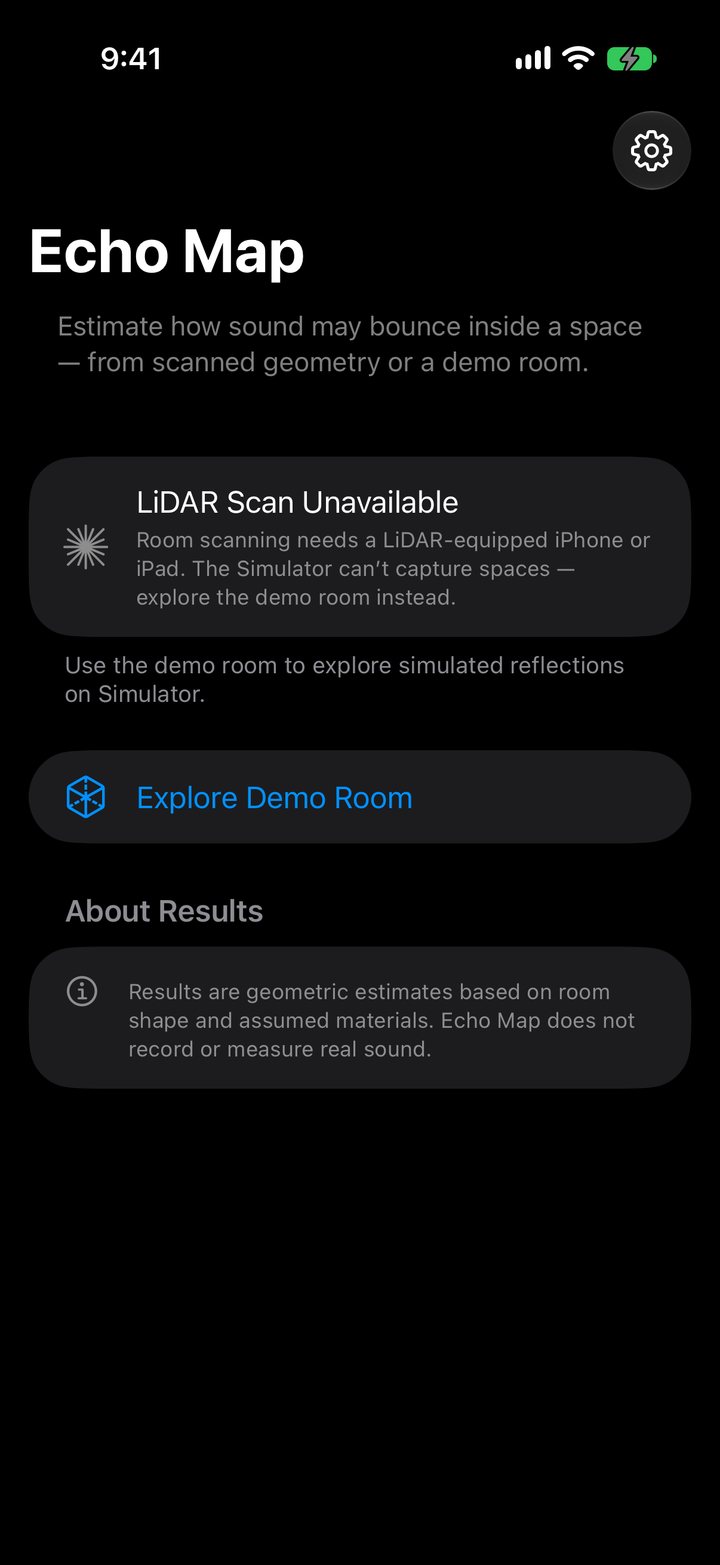 9:41
Echo Map
Estimate how sound may bounce inside a space
— from scanned geometry or a demo room.
LiDAR Scan Unavailable
Room scanning needs a LiDAR-equipped iPhone or
iPad. The Simulator can’t capture spaces —
explore the demo room instead.
Use the demo room to explore simulated reflections
on Simulator.
Explore Demo Room
About Results
Results are geometric estimates based on room
shape and assumed materials. Echo Map does not
record or measure real sound.